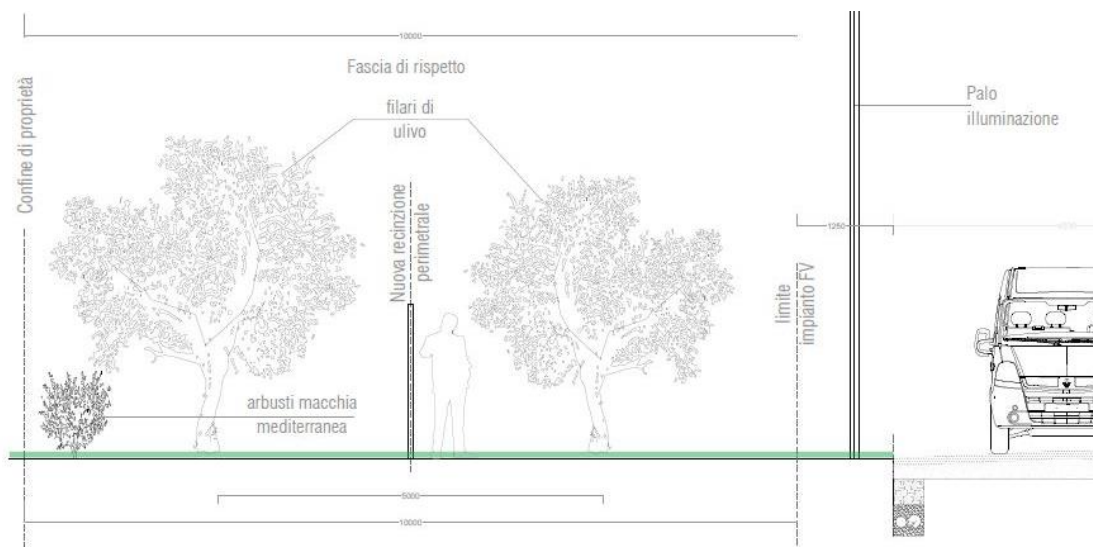 10000
Fascia di rispetto
filari di
ulivo
Confine di proprietà
Nuova recinzione
perimetrale
Palo
illuminazione
1250
limite
impianto FV
arbusti macchia
mediterranea
5000
10000